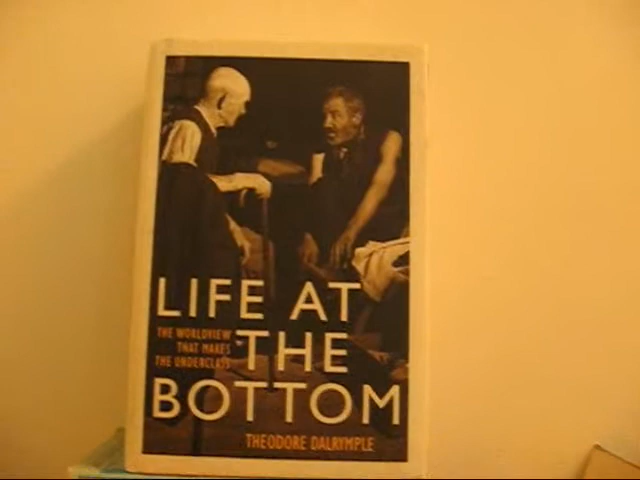 LIFE AT
THE WORLDVIEW
THAT MAKES
THE UNDERCLASS
THE
BOTTOM
THEODORE DALRYMPLE